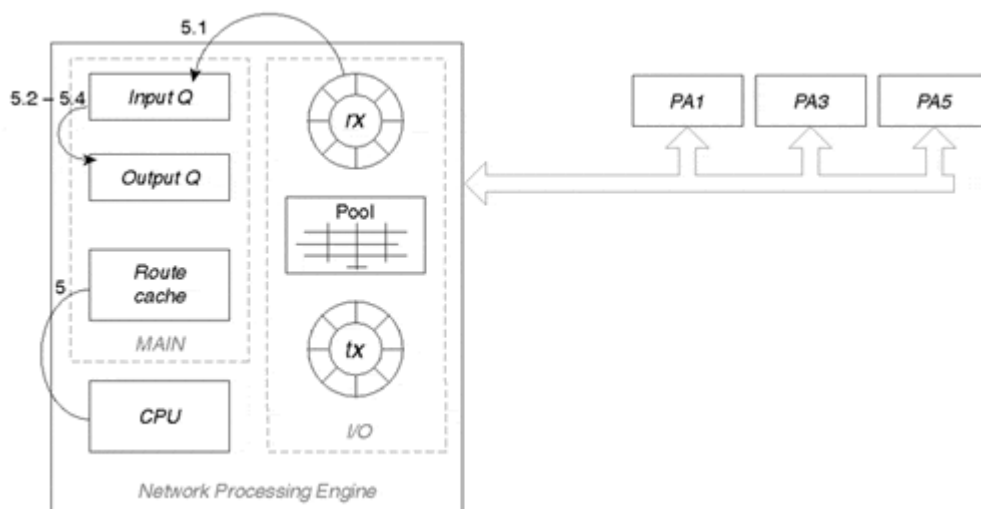 5.1
5.2 – 5.4
Input Q
Output Q
Route
cache
5
MAIN
CPU
rx
Pool
tx
I/O
Network Processing Engine
PA1
PA3
PA5